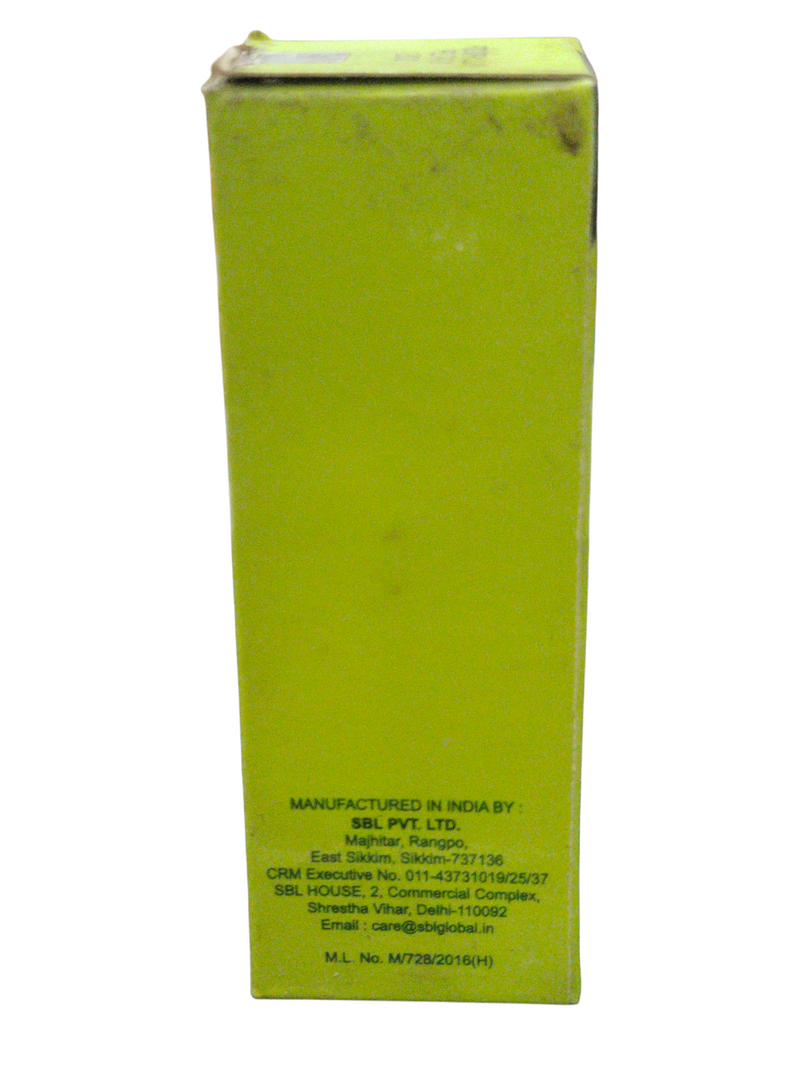 MANUFACTURED IN INDIA BY :
SBL PVT. LTD.
Majhitar, Rangpo,
East Sikkim, Sikkim-737136
CRM Executive No. 011-43731019/25/37
SBL HOUSE, 2, Commercial Complex,
Shrestha Vihar, Delhi-110092
Email : care@sblglobal.in
M.L. No. M/728/2016(H)